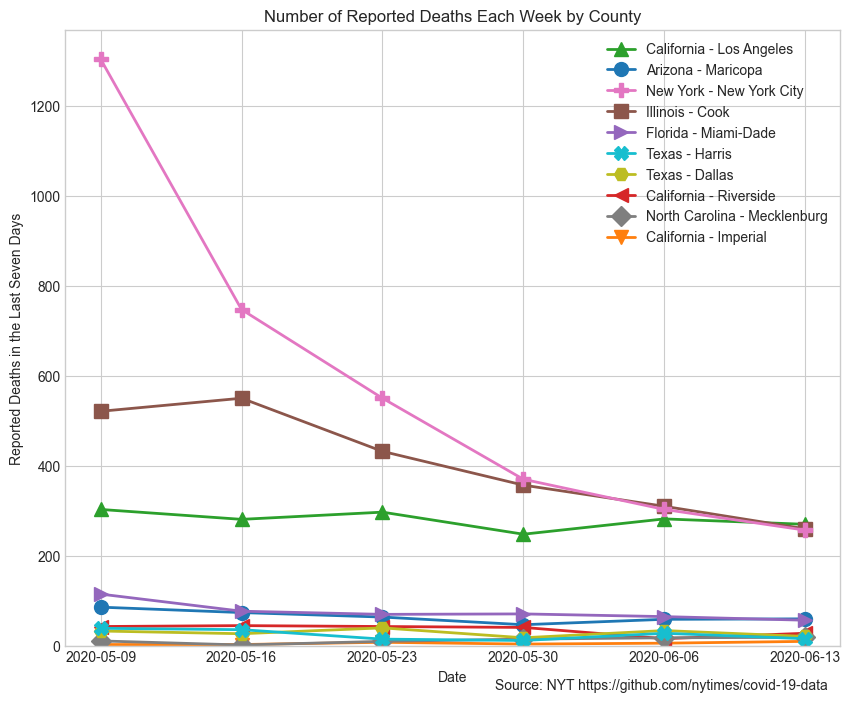 Number of Reported Deaths Each Week by County
California - Los Angeles
Arizona - Maricopa
New York - New York City
Illinois - Cook
Florida - Miami-Dade
Texas - Harris
Texas - Dallas
California - Riverside
North Carolina - Mecklenburg
California - Imperial
Reported Deaths in the Last Seven Days
1200
1000
800
600
400
200
0
2020-05-09 2020-05-16 2020-05-23 2020-05-30 2020-06-06 2020-06-13
Date
Source: NYT https://github.com/nytimes/covid-19-data